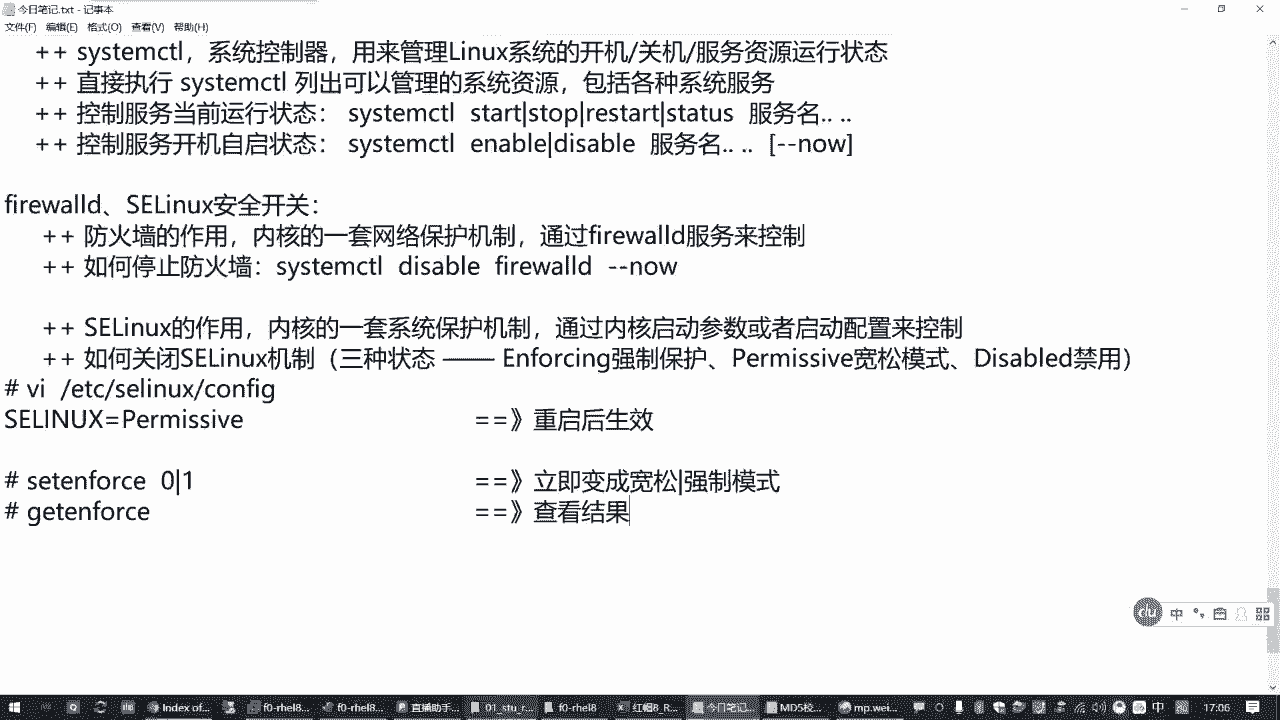 今日笔记.txt - 记事本
文件(F) 编辑(E) 格式(O) 查看(V) 帮助(H)
++ systemctl，系统控制器，用来管理Linux系统的开机/关机/服务资源运行状态
++ 直接执行 systemctl 列出可以管理的系统资源，包括各种系统服务
++ 控制服务当前运行状态： systemctl start|stop|restart|status 服务名.. ..
++ 控制服务开机自启状态： systemctl enable|disable 服务名.. .. [--now]
firewalld、SELinux安全开关：
++ 防火墙的作用，内核的一套网络保护机制，通过firewalld服务来控制
++ 如何停止防火墙：systemctl disable firewalld --now
++ SELinux的作用，内核的一套系统保护机制，通过内核启动参数或者启动配置来控制
++ 如何关闭SELinux机制（三种状态 —— Enforcing强制保护、Permissive宽松模式、Disabled禁用）
# vi /etc/selinux/config
SELINUX=Permissive ==》重启后生效
# setenforce 0|1 ==》立即变成宽松|强制模式
# getenforce ==》查看结果
du 中
Index of... f0-rhel8... f0-rhel8... 直播助手... 01_stu_r... f0-rhel8 红帽8_R... 今日笔记... MD5校... mp.wei... 中 17:06